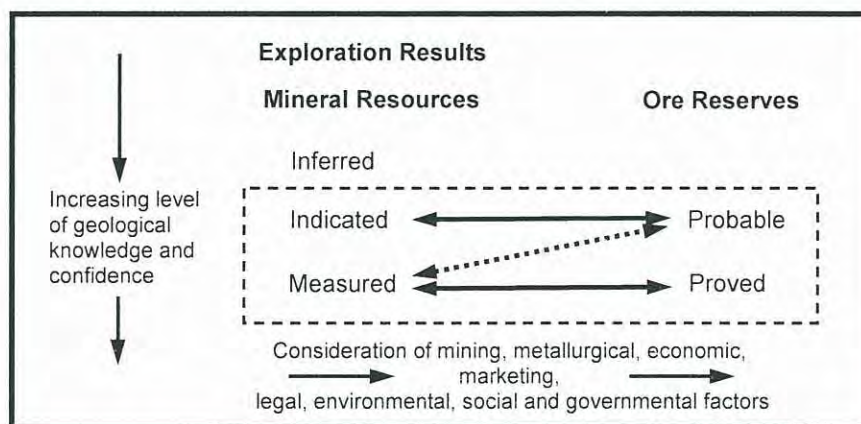 Exploration Results
Mineral Resources
Ore Reserves
Inferred
Increasing level
of geological
knowledge and
confidence
Indicated
Probable
Measured
Proved
Consideration of mining, metallurgical, economic,
marketing,
legal, environmental, social and governmental factors